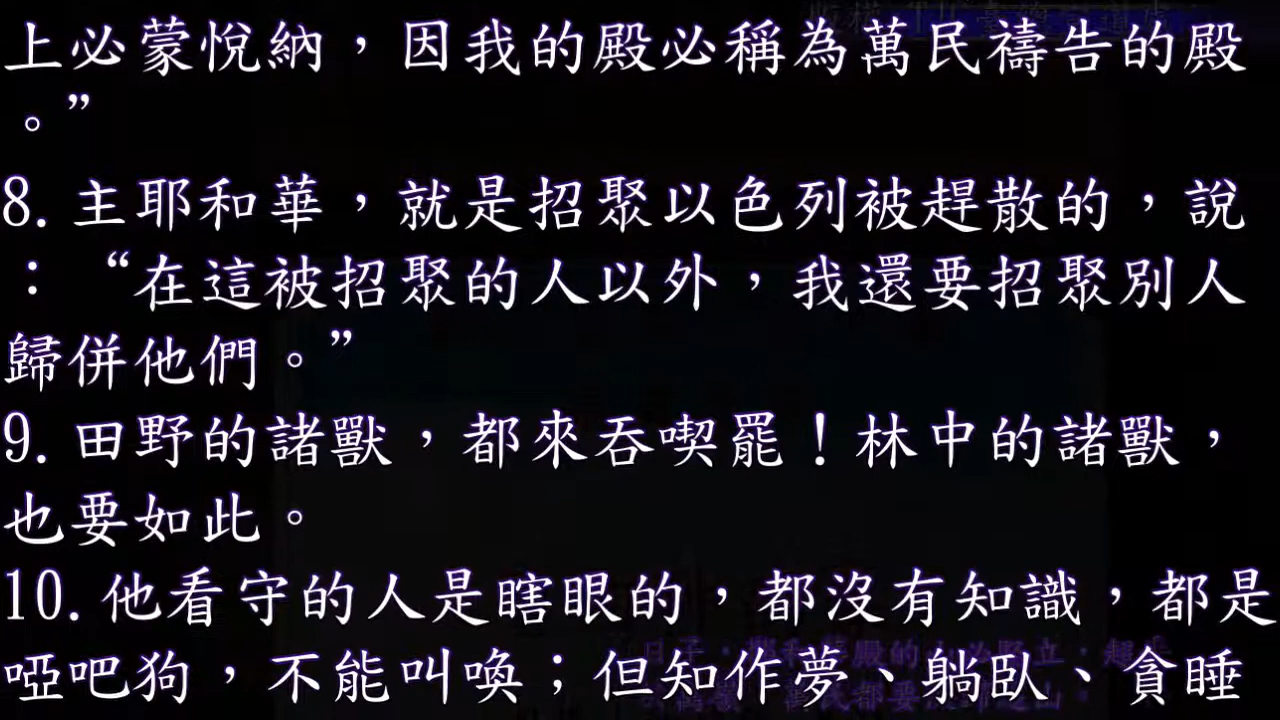 上必蒙悅納，因我的殿必稱為萬民禱告的殿
。”
8.主耶和華，就是招聚以色列被趕散的，說
：“在這被招聚的人以外，我還要招聚別人
歸併他們。”
9.田野的諸獸，都來吞喫罷！林中的諸獸，
也要如此。
10.他看守的人是瞎眼的，都沒有知識，都是
啞吧狗，不能叫喚；但知作夢、躺臥、貪睡